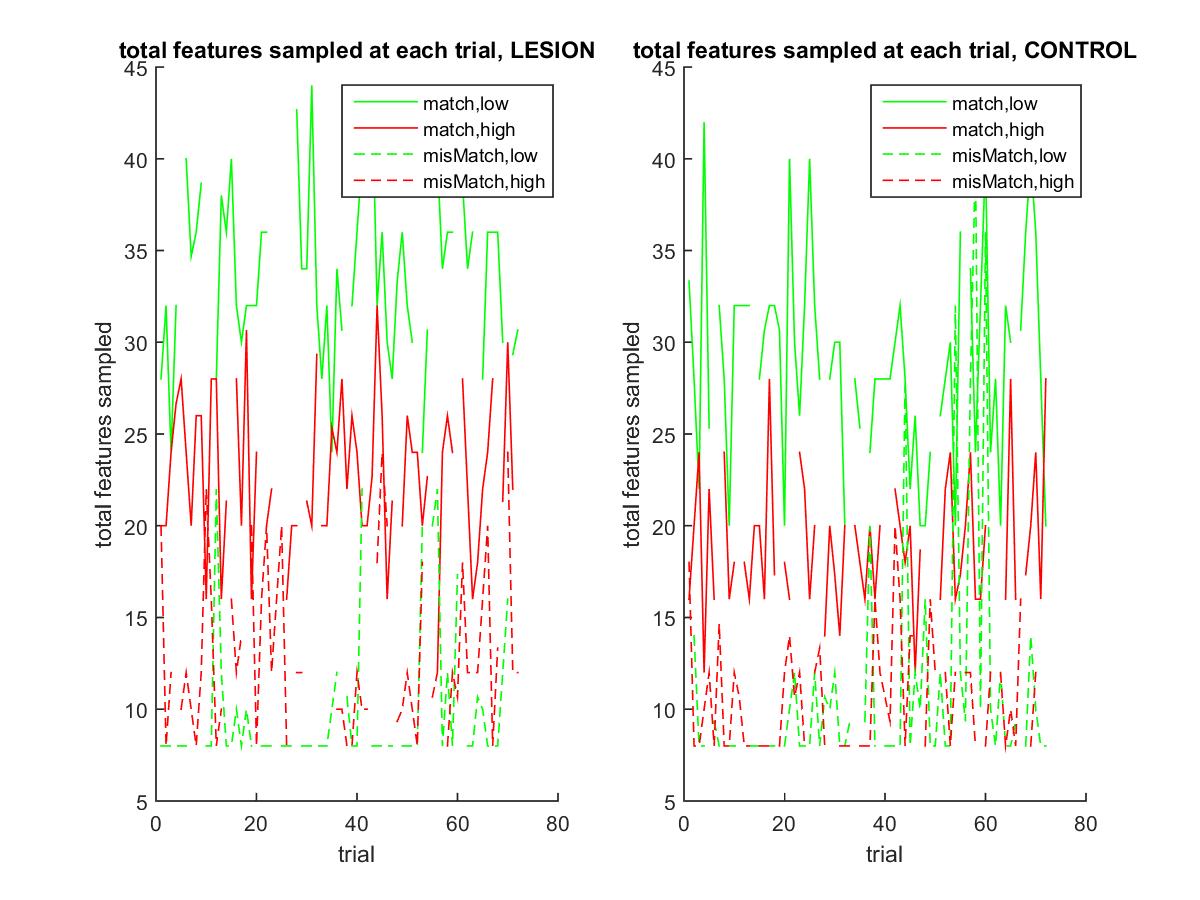 total features sampled at each trial, LESION
45
40
35
30
25
20
15
10
5
0
20
40
60
80
total features sampled
trial
match,low
match,high
misMatch,low
misMatch,high
total features sampled at each trial, CONTROL
45
40
35
30
25
20
15
10
5
0
20
40
60
80
total features sampled
trial
match,low
match,high
misMatch,low
misMatch,high